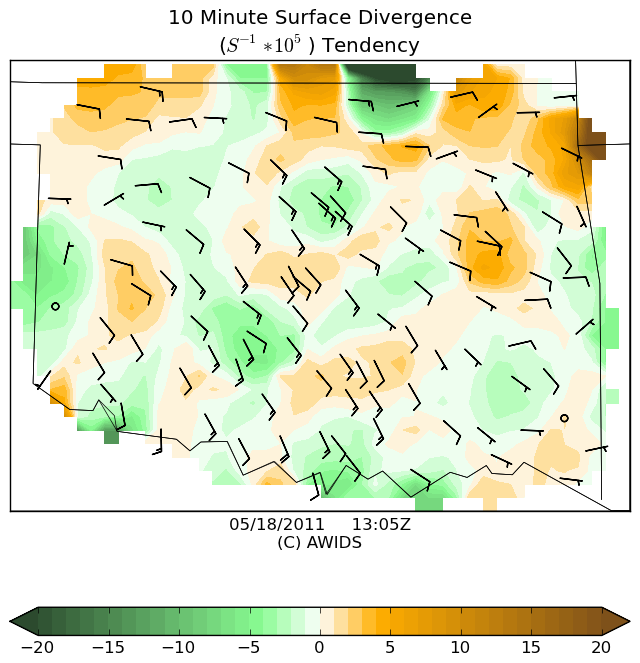 10 Minute Surface Divergence
(S⁻¹ * 10⁵ ) Tendency
05/18/2011 13:05Z
(C) AWIDS
−20 −15 −10 −5 0 5 10 15 20